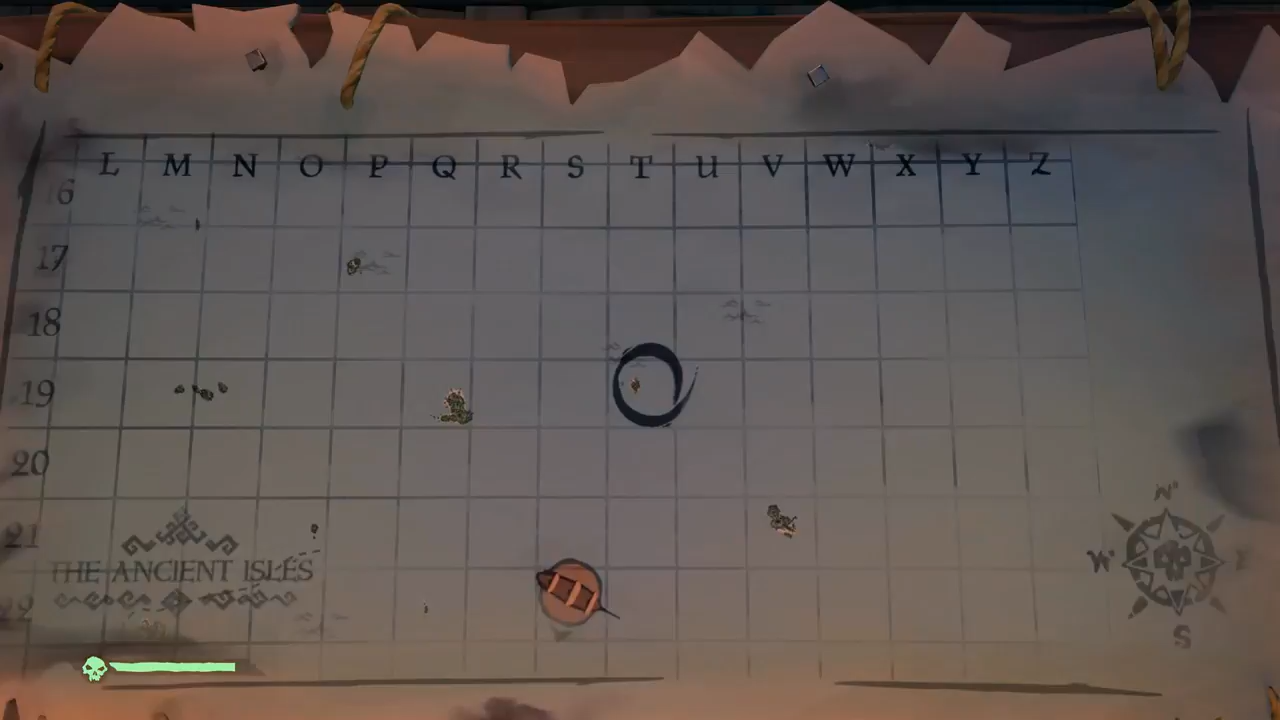 L M N O P Q R S T U V W X Y Z
16
17
18
19
20
21
THE ANCIENT ISLES
22
N
W E
S